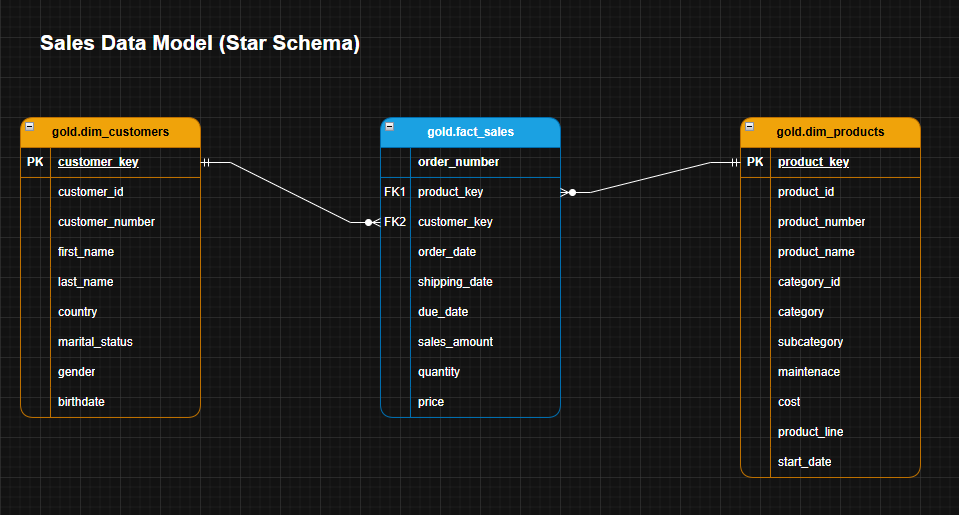 Sales Data Model (Star Schema)
gold.dim_customers
PK customer_key
customer_id
customer_number
first_name
last_name
country
marital_status
gender
birthdate
gold.fact_sales
order_number
FK1 product_key
FK2 customer_key
order_date
shipping_date
due_date
sales_amount
quantity
price
gold.dim_products
PK product_key
product_id
product_number
product_name
category_id
category
subcategory
maintenace
cost
product_line
start_date